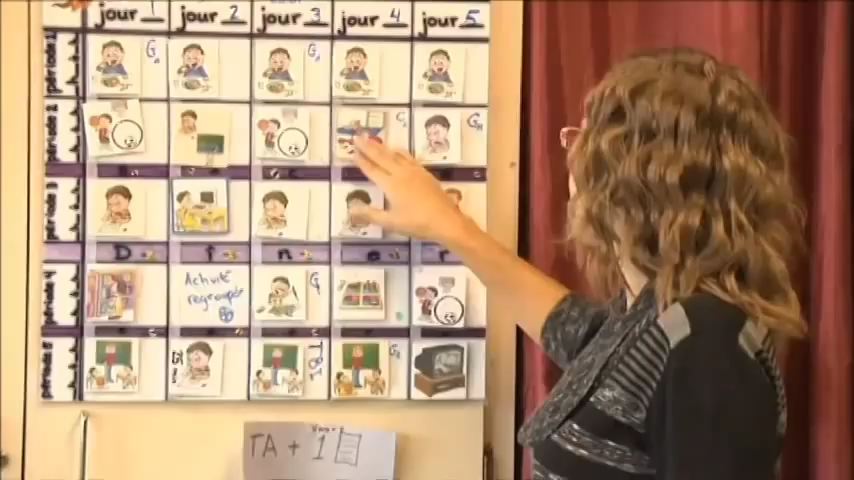 jour 1 jour 2 jour 3 jour 4 jour 5
période 1
période 2
période 3
D î n e r
période 4
Activité
regroupée
période 5
TA + 1